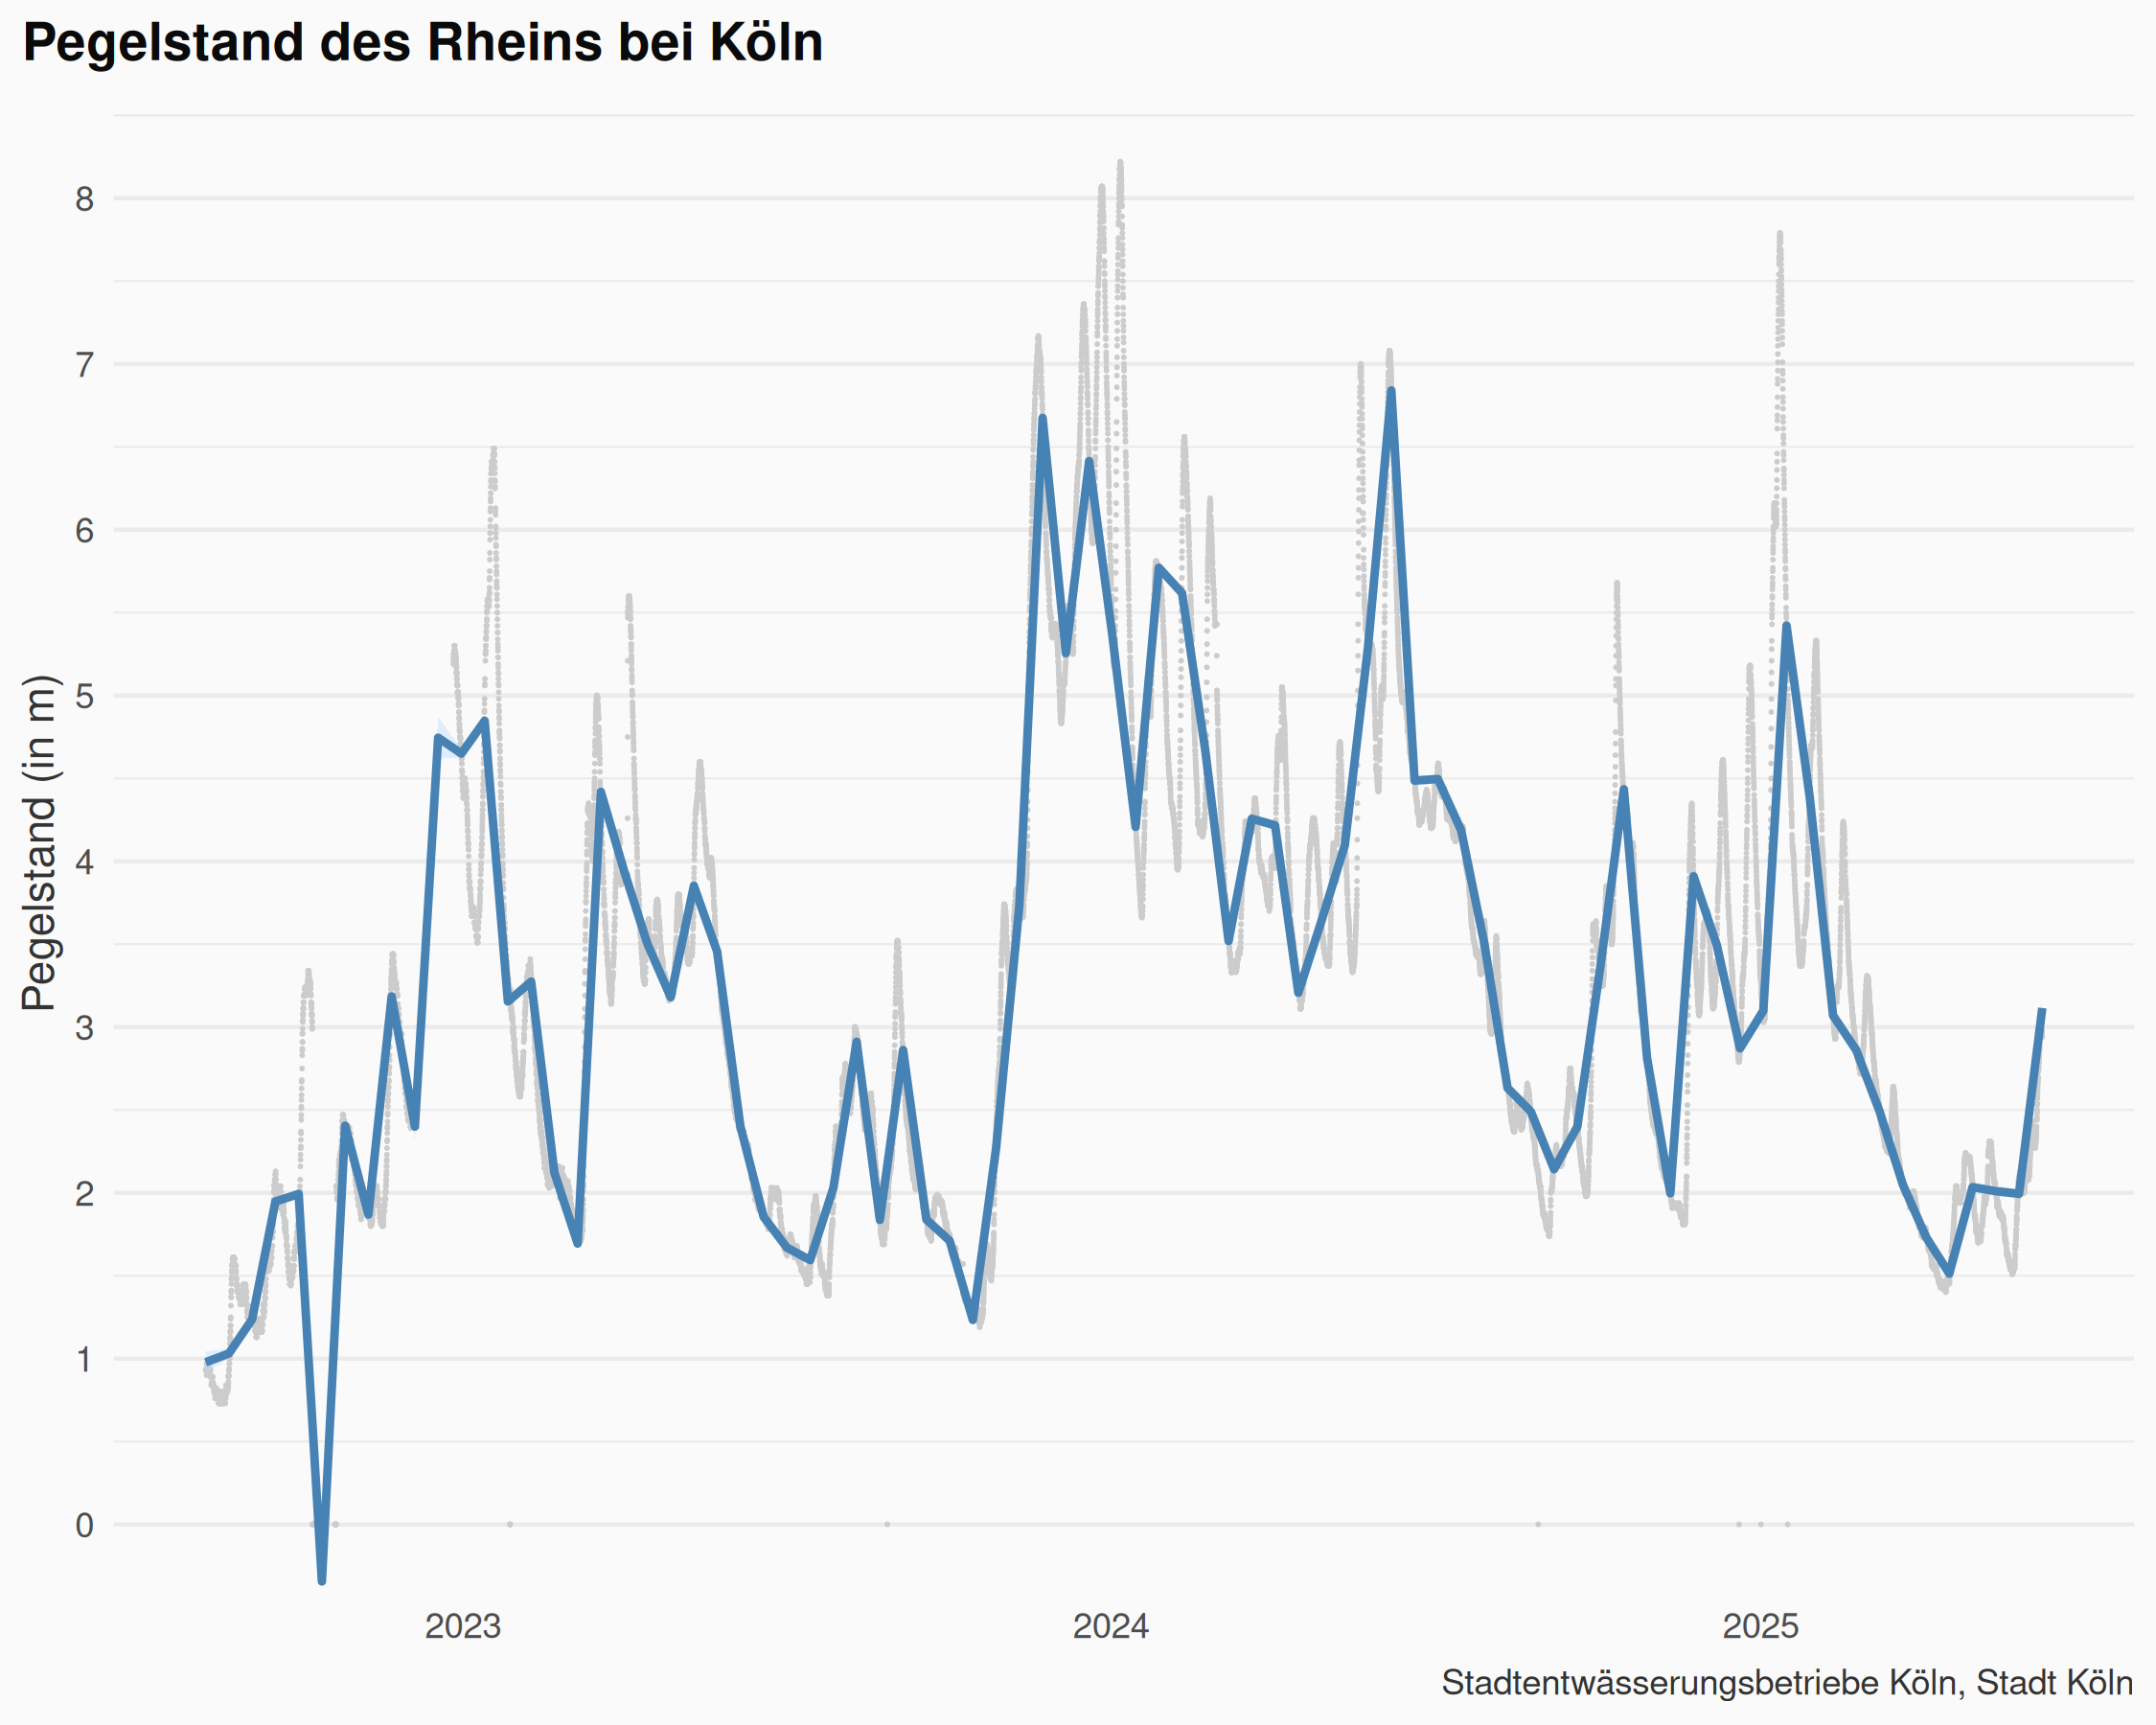 Pegelstand des Rheins bei Köln
Pegelstand (in m)
8
7
6
5
4
3
2
1
0
2023 2024 2025
Stadtentwässerungsbetriebe Köln, Stadt Köln